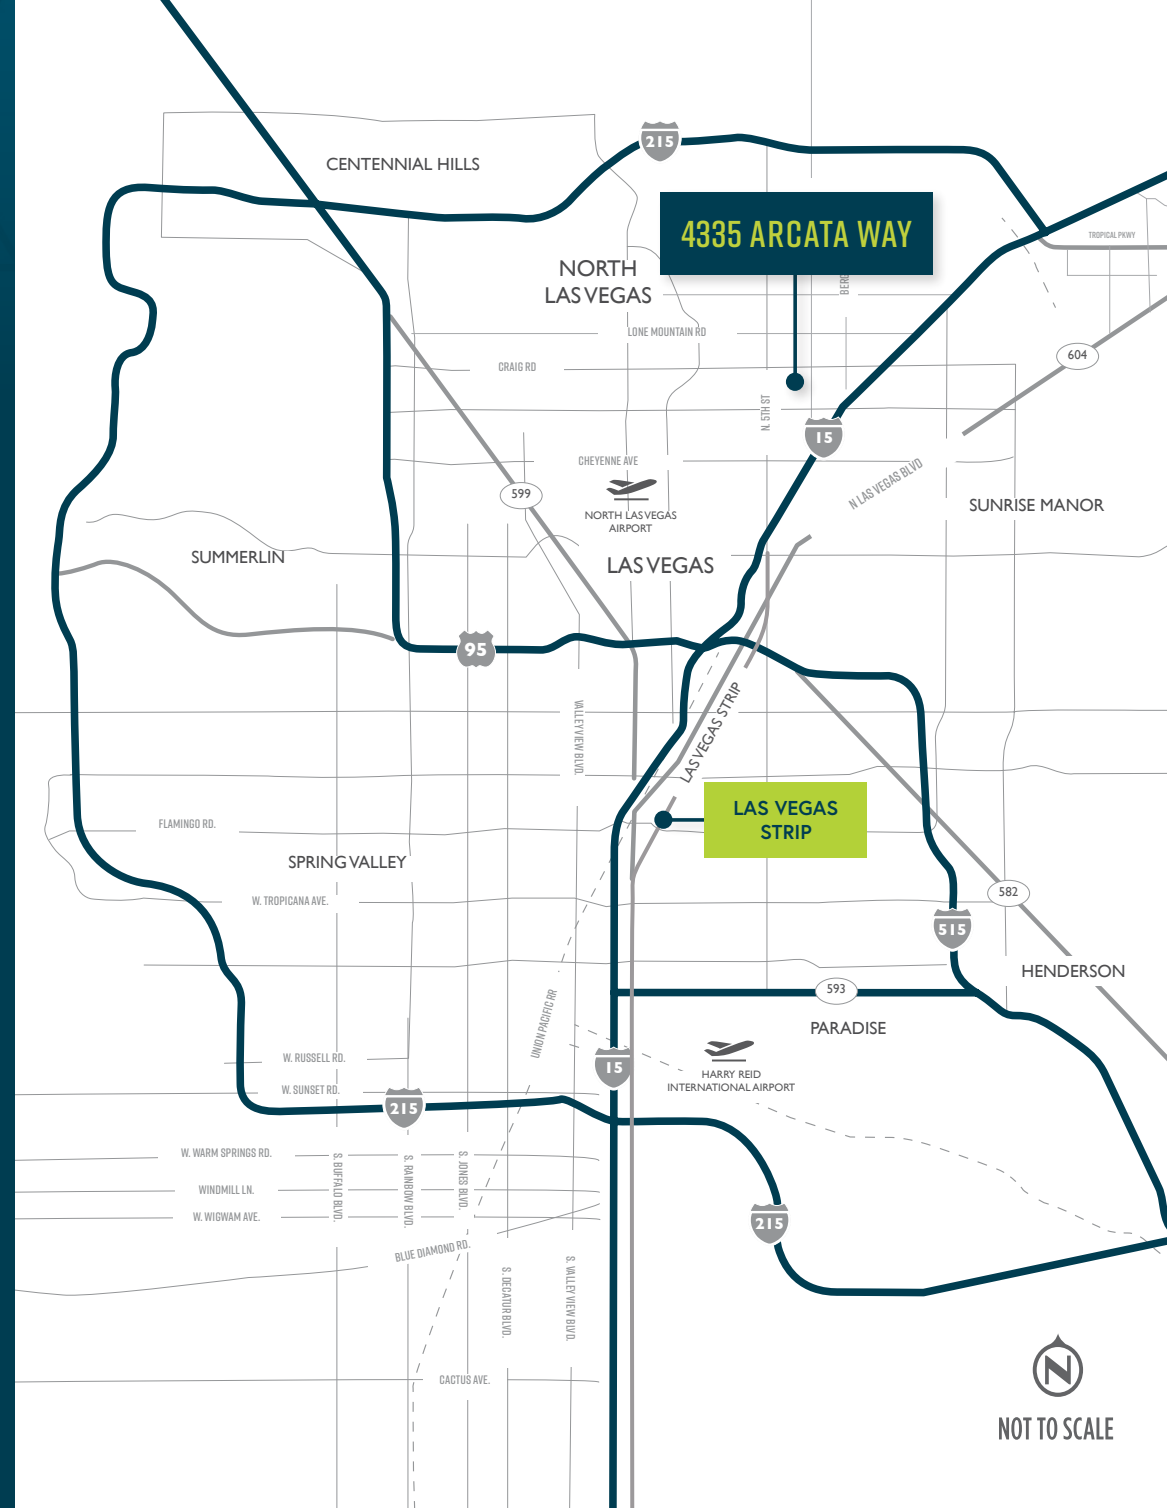 215
CENTENNIAL HILLS
4335 ARCATA WAY
TROPICAL PKWY
NORTH
LAS VEGAS
LONE MOUNTAIN RD
604
CRAIG RD
N. 5TH ST
15
CHEYENNE AVE
N LAS VEGAS BLVD
599
NORTH LAS VEGAS
AIRPORT
SUNRISE MANOR
SUMMERLIN
LAS VEGAS
95
VALLEY VIEW BLVD.
LAS VEGAS STRIP
LAS VEGAS
STRIP
FLAMINGO RD.
SPRING VALLEY
582
W. TROPICANA AVE.
515
HENDERSON
593
UNION PACIFIC RR
PARADISE
W. RUSSELL RD.
15
HARRY REID
INTERNATIONAL AIRPORT
W. SUNSET RD.
215
W. WARM SPRINGS RD.
S. BUFFALO BLVD.
S. RAINBOW BLVD.
S. JONES BLVD.
WINDMILL LN.
W. WIGWAM AVE.
215
BLUE DIAMOND RD.
S. DECATUR BLVD.
S. VALLEY VIEW BLVD.
CACTUS AVE.
N
NOT TO SCALE